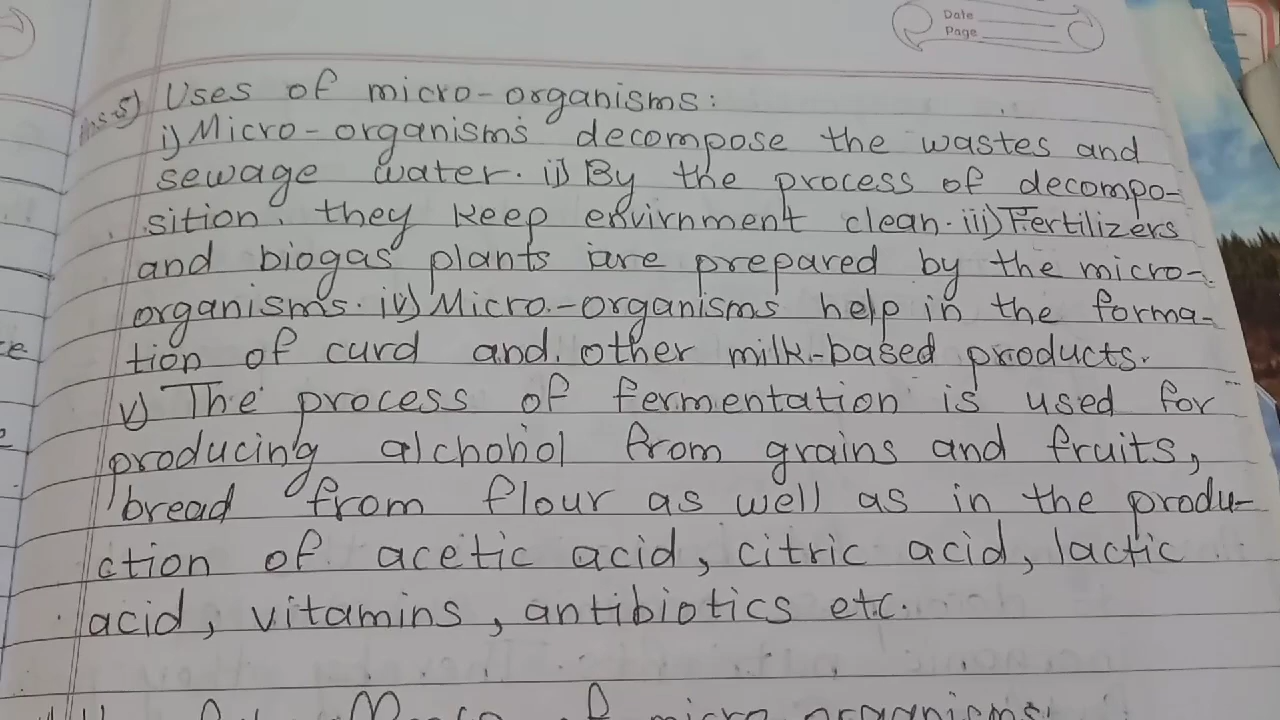 Date
Page
Ans-5) Uses of micro-organisms:
i) Micro-organisms decompose the wastes and
sewage water. ii) By the process of decompo-
sition. they keep envirnment clean. iii) Fertilizers
and biogas plants are prepared by the micro-
organisms. iv) Micro-organisms help in the forma-
tion of curd and other milk-based products.
v) The process of fermentation is used for
producing alchohol from grains and fruits,
bread from flour as well as in the produ-
ction of acetic acid, citric acid, lactic
acid, vitamins, antibiotics etc.
micro organisms: